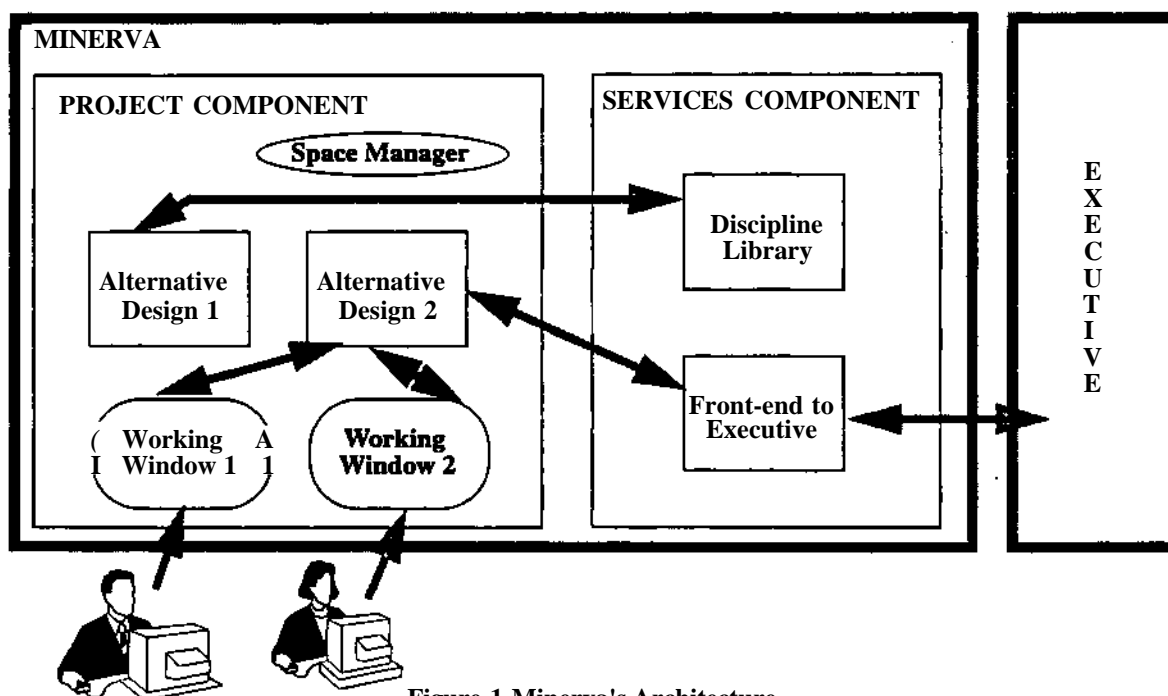 MINERVA
PROJECT COMPONENT
Space Manager
Alternative
Design 1
Alternative
Design 2
( Working A
I Window 1 1
Working
Window 2
SERVICES COMPONENT
Discipline
Library
Front-end to
Executive
E
X
E
C
U
T
I
V
E
Figure 1 Minerva's Architecture